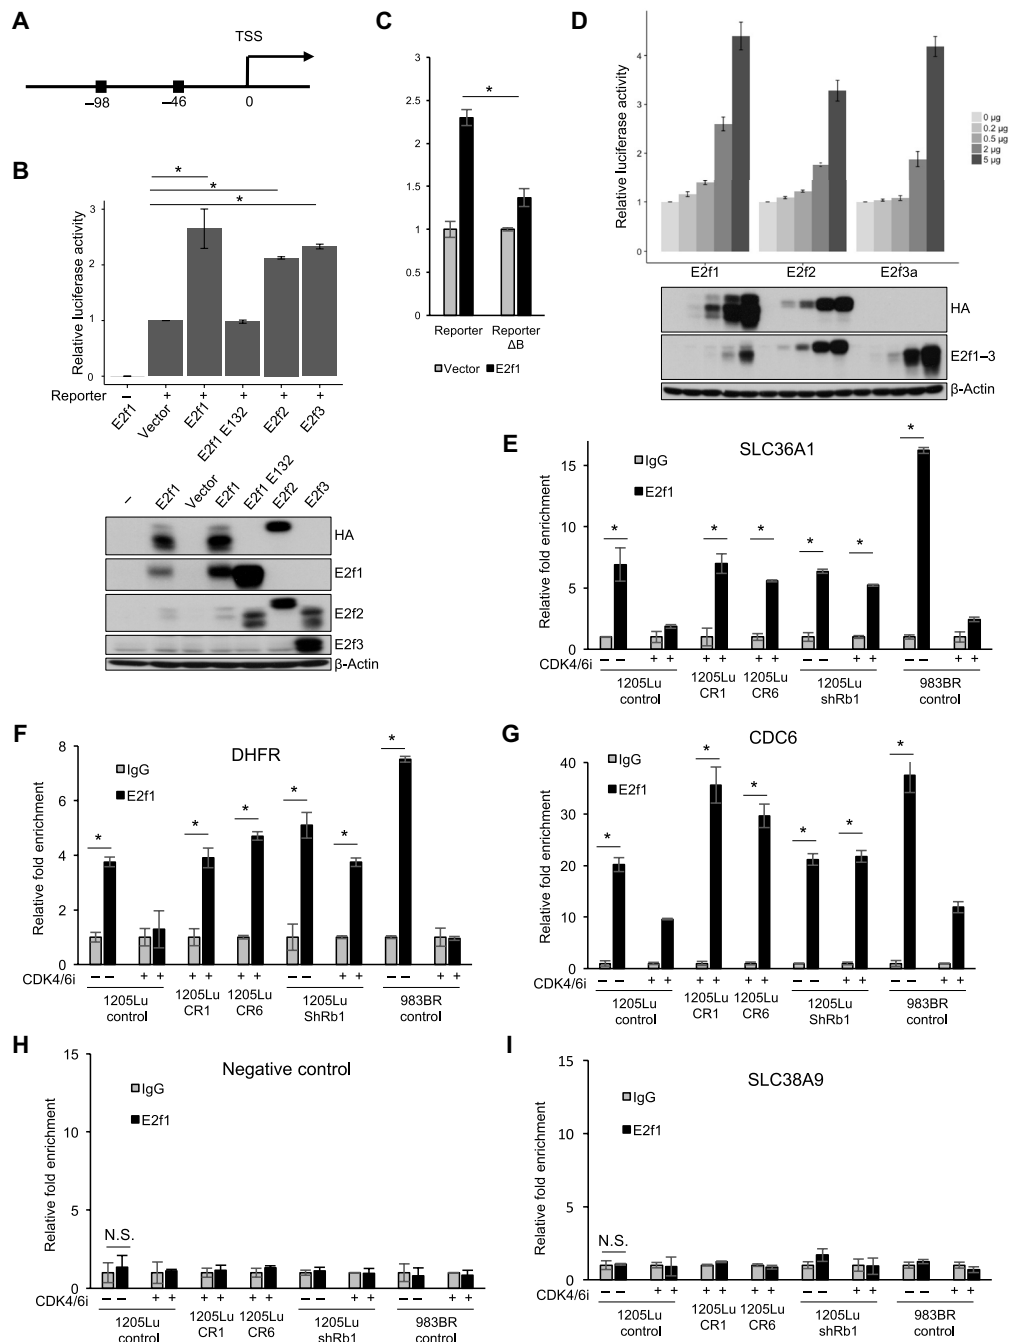 A
TSS
–98
–46
0
B
Relative luciferase activity
3
2
1
0
*
*
*
Reporter
– + + + + +
E2f1
Vector
E2f1
E2f1 E132
E2f2
E2f3
–
E2f1
Vector
E2f1
E2f1 E132
E2f2
E2f3
HA
E2f1
E2f2
E2f3
β-Actin
C
3
2.5
2
1.5
1
0.5
0
*
Reporter
Reporter
ΔB
Vector
E2f1
D
Relative luciferase activity
4
2
0
0 µg
0.2 µg
0.5 µg
2 µg
5 µg
E2f1
E2f2
E2f3a
HA
E2f1–3
β-Actin
E
SLC36A1
Relative fold enrichment
15
10
5
0
IgG
E2f1
* * * * * *
CDK4/6i
– – + + + + + + – – + + – – + +
1205Lu
control
1205Lu
CR1
1205Lu
CR6
1205Lu
shRb1
983BR
control
F
DHFR
Relative fold enrichment
8
6
4
2
0
IgG
E2f1
* * * * * *
CDK4/6i
– – + + + + + + – – + + – – + +
1205Lu
control
1205Lu
CR1
1205Lu
CR6
1205Lu
ShRb1
983BR
control
G
CDC6
Relative fold enrichment
40
30
20
10
0
IgG
E2f1
* * * * * *
CDK4/6i
– – + + + + + + – – + + – – + +
1205Lu
control
1205Lu
CR1
1205Lu
CR6
1205Lu
ShRb1
983BR
control
H
Negative control
Relative fold enrichment
15
10
5
0
IgG
E2f1
N.S.
CDK4/6i
– – + + + + + + – – + + – – + +
1205Lu
control
1205Lu
CR1
1205Lu
CR6
1205Lu
shRb1
983BR
control
I
SLC38A9
Relative fold enrichment
15
10
5
0
IgG
E2f1
N.S.
CDK4/6i
– – + + + + + + – – + + – – + +
1205Lu
control
1205Lu
CR1
1205Lu
CR6
1205Lu
shRb1
983BR
control